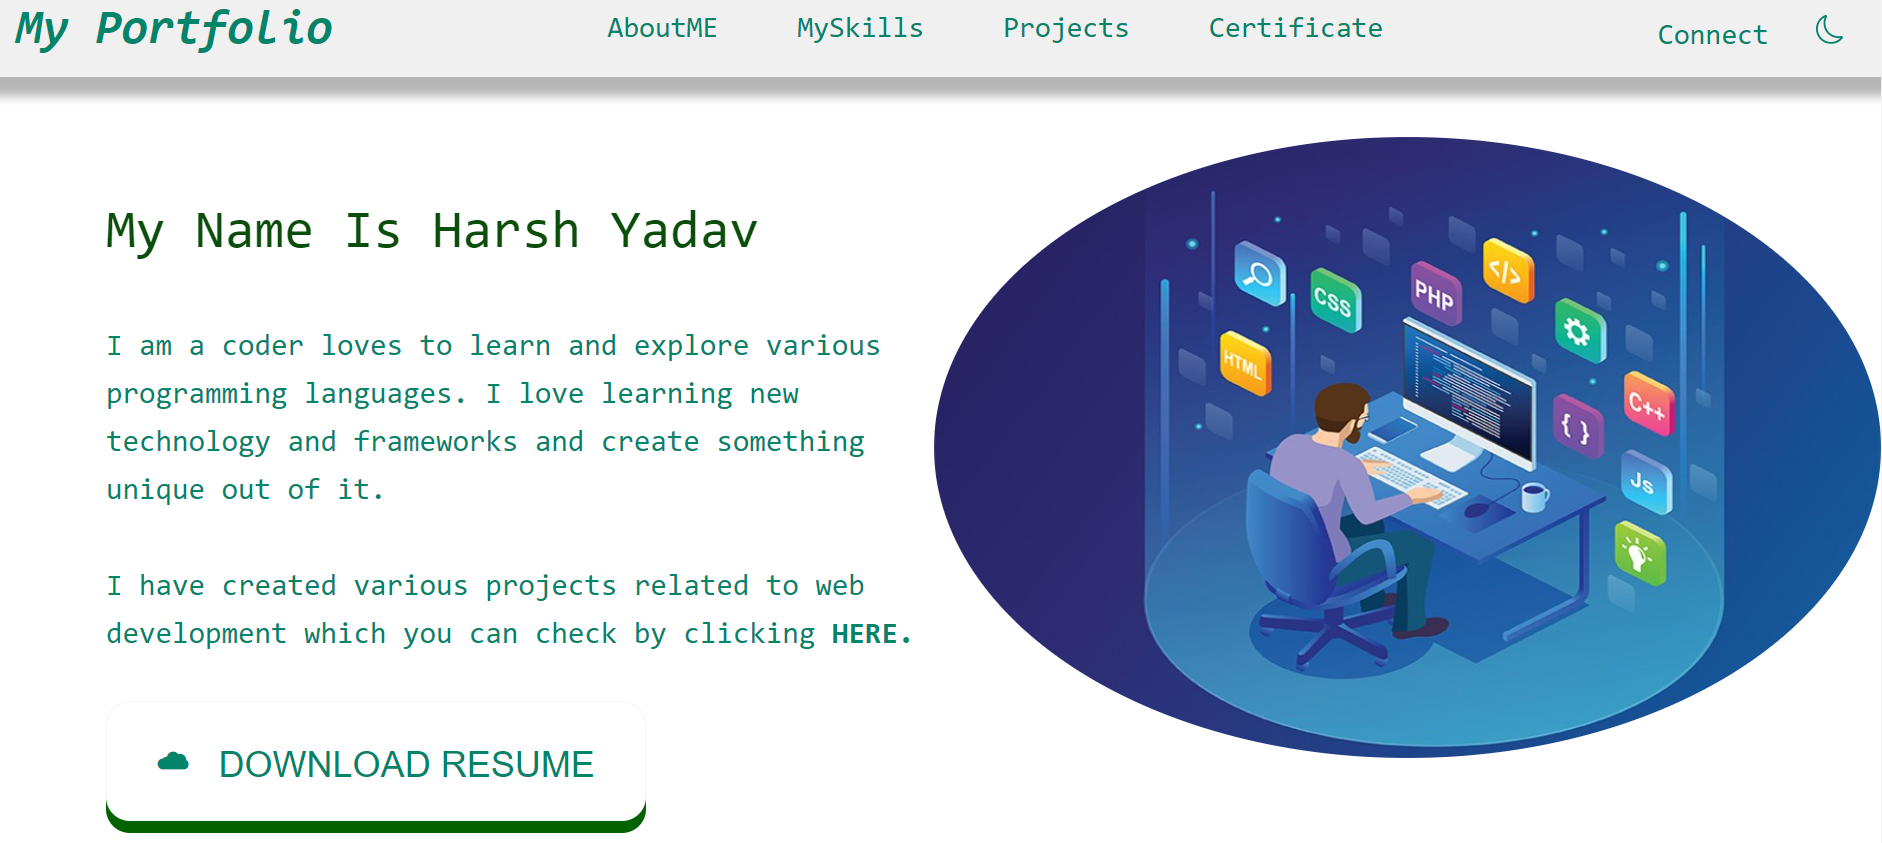 My Portfolio
AboutME
MySkills
Projects
Certificate
Connect
My Name Is Harsh Yadav
I am a coder loves to learn and explore various
programming languages. I love learning new
technology and frameworks and create something
unique out of it.
I have created various projects related to web
development which you can check by clicking HERE.
DOWNLOAD RESUME
CSS
PHP
</>
HTML
C++
{ }
Js